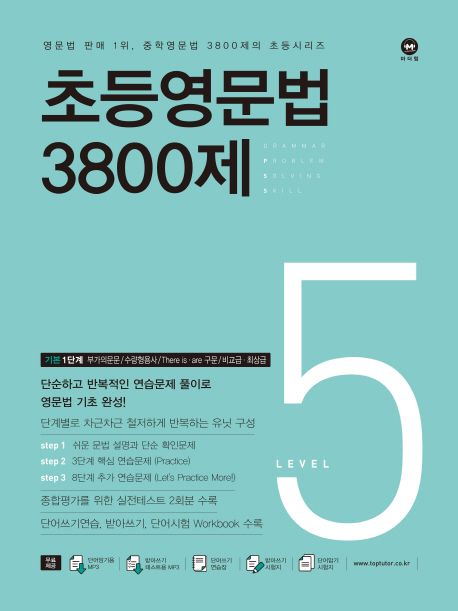 영문법 판매 1위, 중학영문법 3800제의 초등시리즈
마더텅
초등영문법
3800제
GRAMMAR
PROBLEM
SOLVING
SKILL
5
LEVEL
기본 1단계 부가의문문/수량형용사/There is·are 구문/비교급·최상급
단순하고 반복적인 연습문제 풀이로
영문법 기초 완성!
단계별로 차근차근 철저하게 반복하는 유닛 구성
step 1 쉬운 문법 설명과 단순 확인문제
step 2 3단계 핵심 연습문제 (Practice)
step 3 8단계 추가 연습문제 (Let's Practice More!)
종합평가를 위한 실전테스트 2회분 수록
단어쓰기연습, 받아쓰기, 단어시험 Workbook 수록
무료
제공
단어암기용
MP3
받아쓰기
테스트용 MP3
단어쓰기
연습장
받아쓰기
시험지
단어암기
시험지
www.toptutor.co.kr